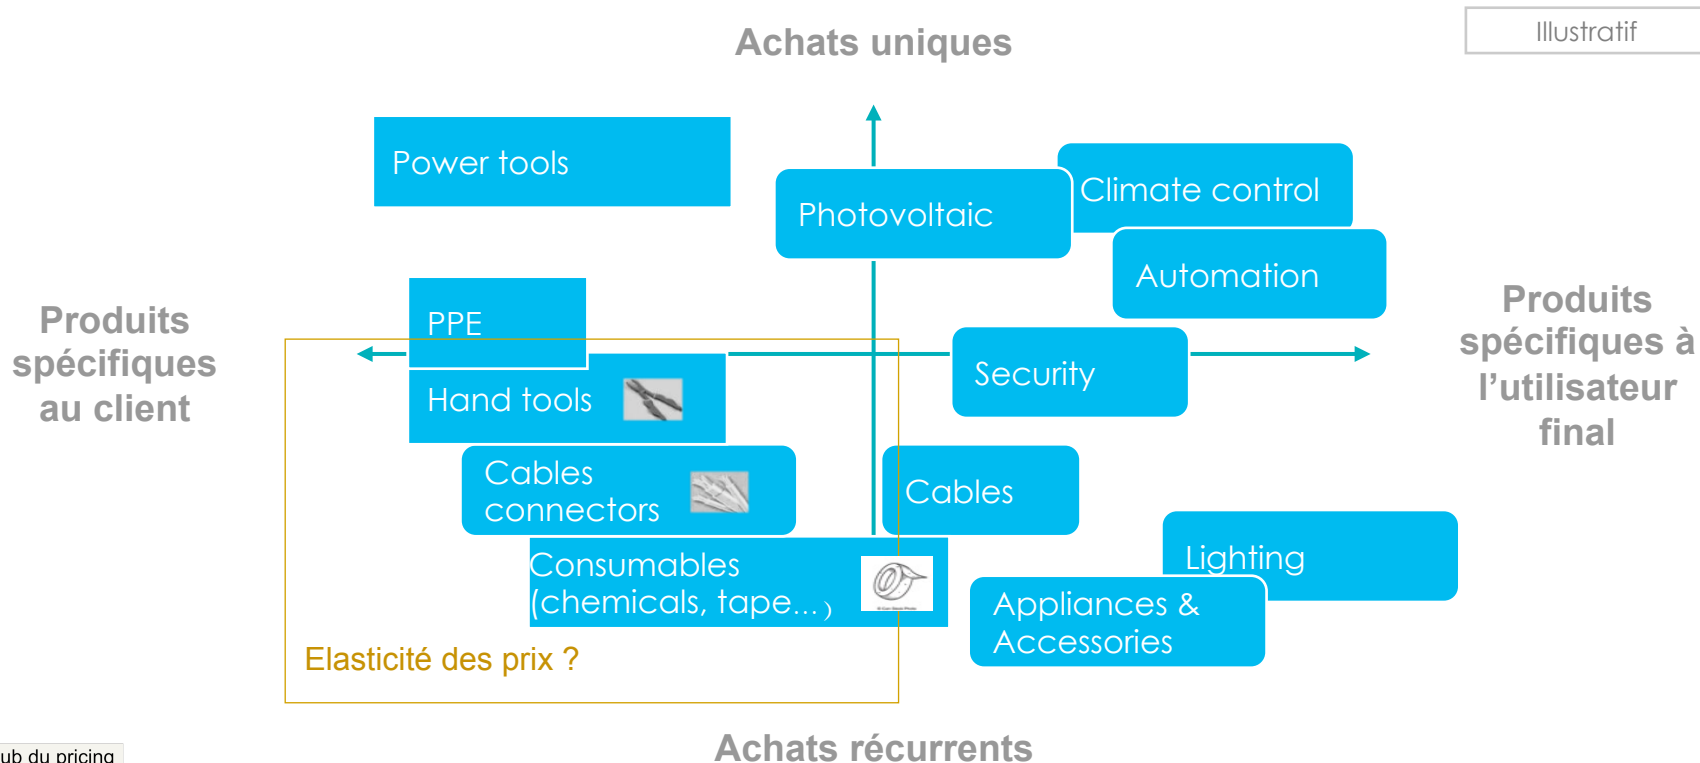 Illustratif
Achats uniques
Power tools
Photovoltaic
Climate control
Automation
Produits
spécifiques
au client
PPE
Produits
spécifiques à
l’utilisateur
final
Security
Hand tools
Cables
connectors
Cables
Consumables
(chemicals, tape...)
Lighting
Appliances &
Accessories
Elasticité des prix ?
Achats récurrents
ub du pricing